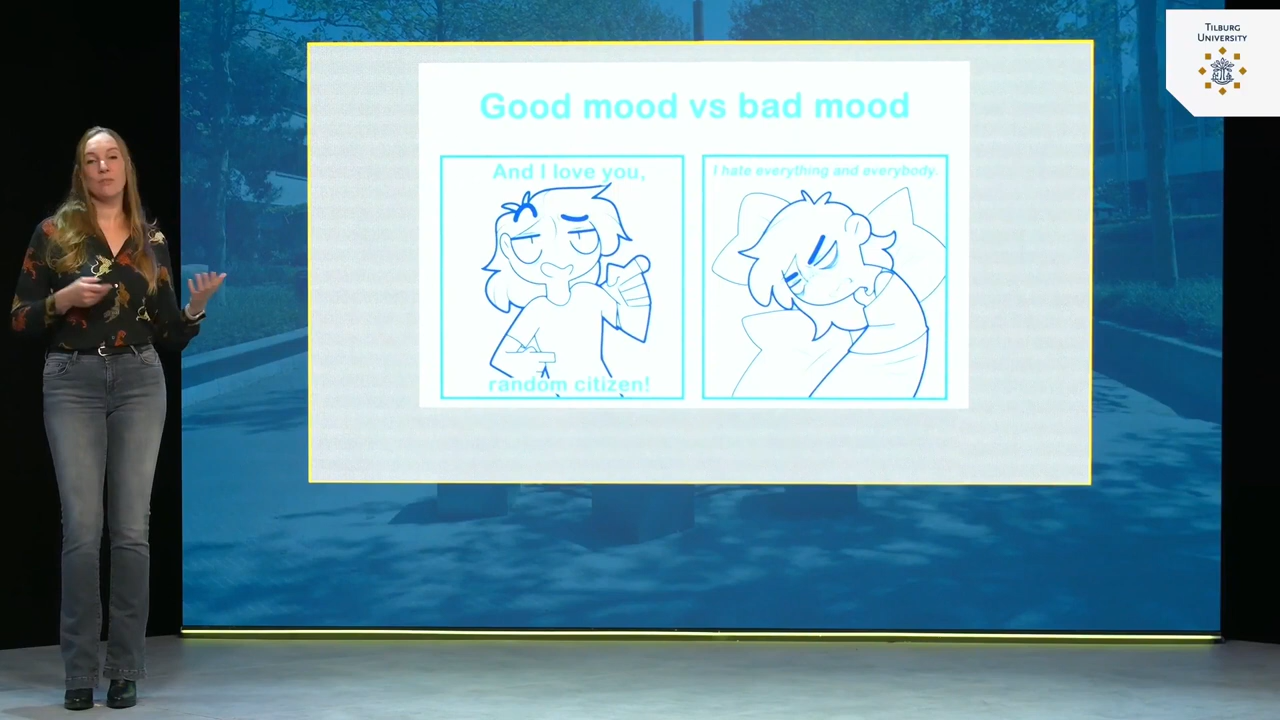 TILBURG
UNIVERSITY
Good mood vs bad mood
And I love you,
random citizen!
I hate everything and everybody.